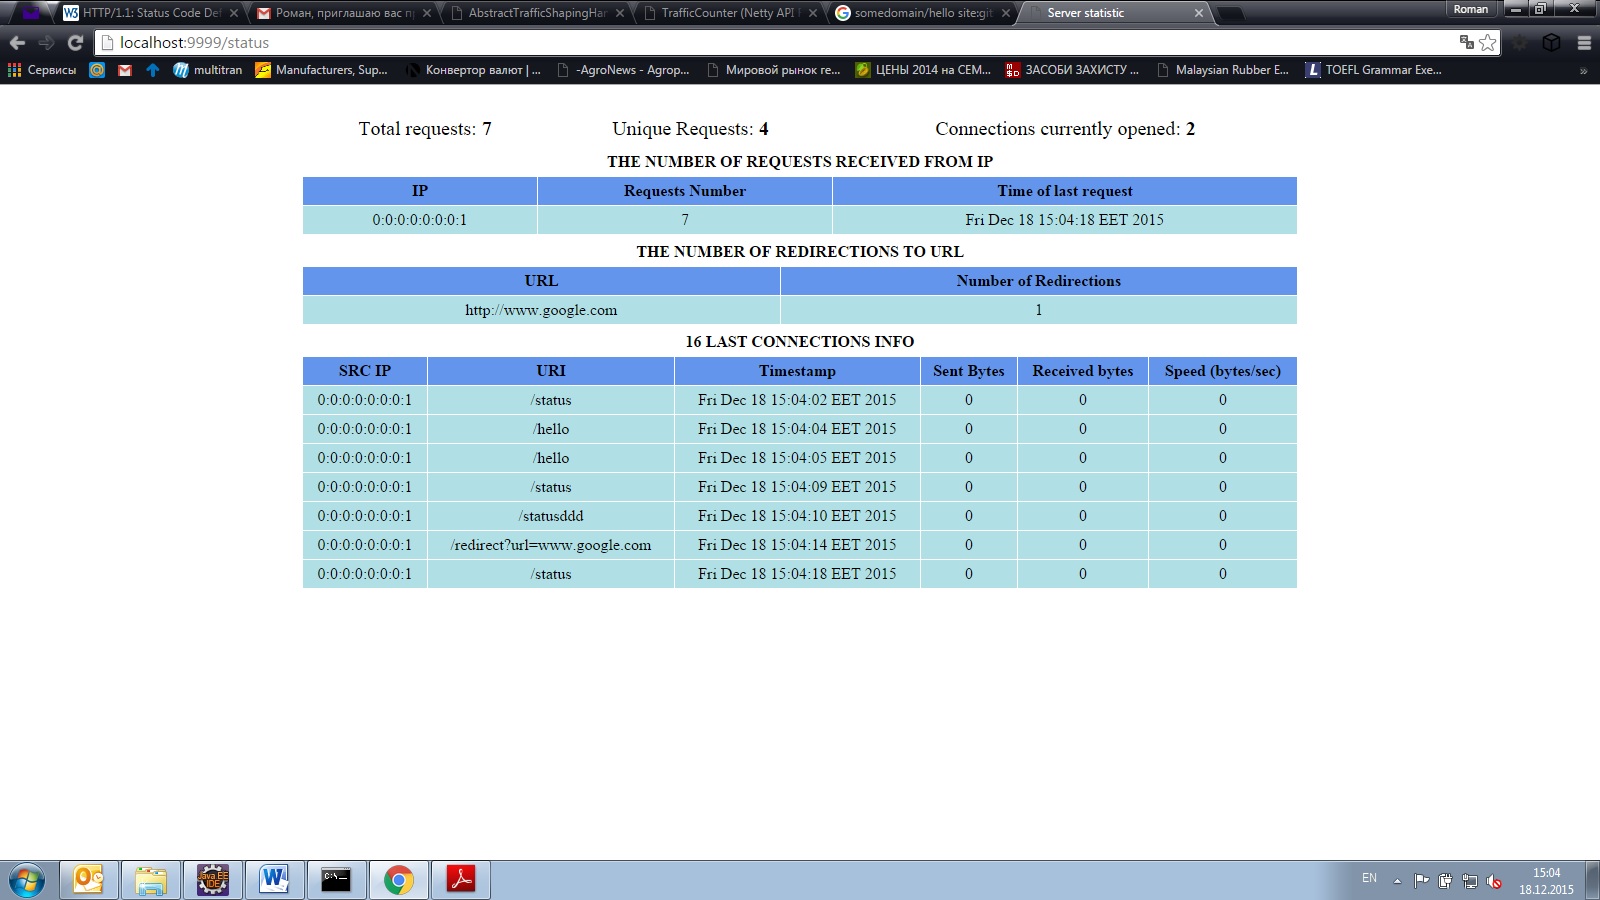 HTTP/1.1: Status Code De
Роман, приглашаю вас п
AbstractTrafficShapingHar
TrafficCounter (Netty API
somedomain/hello site:git
Server statistic
Roman
localhost:9999/status
Сервисы
multitran
Manufacturers, Sup...
Конвертор валют | ...
-AgroNews - Agrop...
Мировой рынок ге...
ЦЕНЫ 2014 на СЕМ...
ЗАСОБИ ЗАХИСТУ ...
Malaysian Rubber E...
TOEFL Grammar Exe...
Total requests: 7 Unique Requests: 4 Connections currently opened: 2
THE NUMBER OF REQUESTS RECEIVED FROM IP
IP Requests Number Time of last request
0:0:0:0:0:0:0:1 7 Fri Dec 18 15:04:18 EET 2015
THE NUMBER OF REDIRECTIONS TO URL
URL Number of Redirections
http://www.google.com 1
16 LAST CONNECTIONS INFO
SRC IP URI Timestamp Sent Bytes Received bytes Speed (bytes/sec)
0:0:0:0:0:0:0:1 /status Fri Dec 18 15:04:02 EET 2015 0 0 0
0:0:0:0:0:0:0:1 /hello Fri Dec 18 15:04:04 EET 2015 0 0 0
0:0:0:0:0:0:0:1 /hello Fri Dec 18 15:04:05 EET 2015 0 0 0
0:0:0:0:0:0:0:1 /status Fri Dec 18 15:04:09 EET 2015 0 0 0
0:0:0:0:0:0:0:1 /statusddd Fri Dec 18 15:04:10 EET 2015 0 0 0
0:0:0:0:0:0:0:1 /redirect?url=www.google.com Fri Dec 18 15:04:14 EET 2015 0 0 0
0:0:0:0:0:0:0:1 /status Fri Dec 18 15:04:18 EET 2015 0 0 0
Java EE
IDE
EN
15:04
18.12.2015